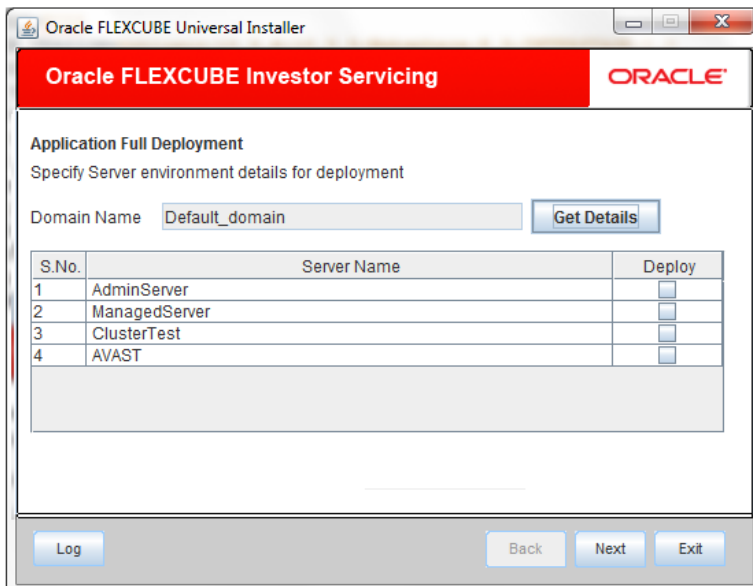 Oracle FLEXCUBE Universal Installer
Oracle FLEXCUBE Investor Servicing
ORACLE
Application Full Deployment
Specify Server environment details for deployment
Domain Name Default_domain Get Details
S.No. Server Name Deploy
1 AdminServer
2 ManagedServer
3 ClusterTest
4 AVAST
Log Back Next Exit